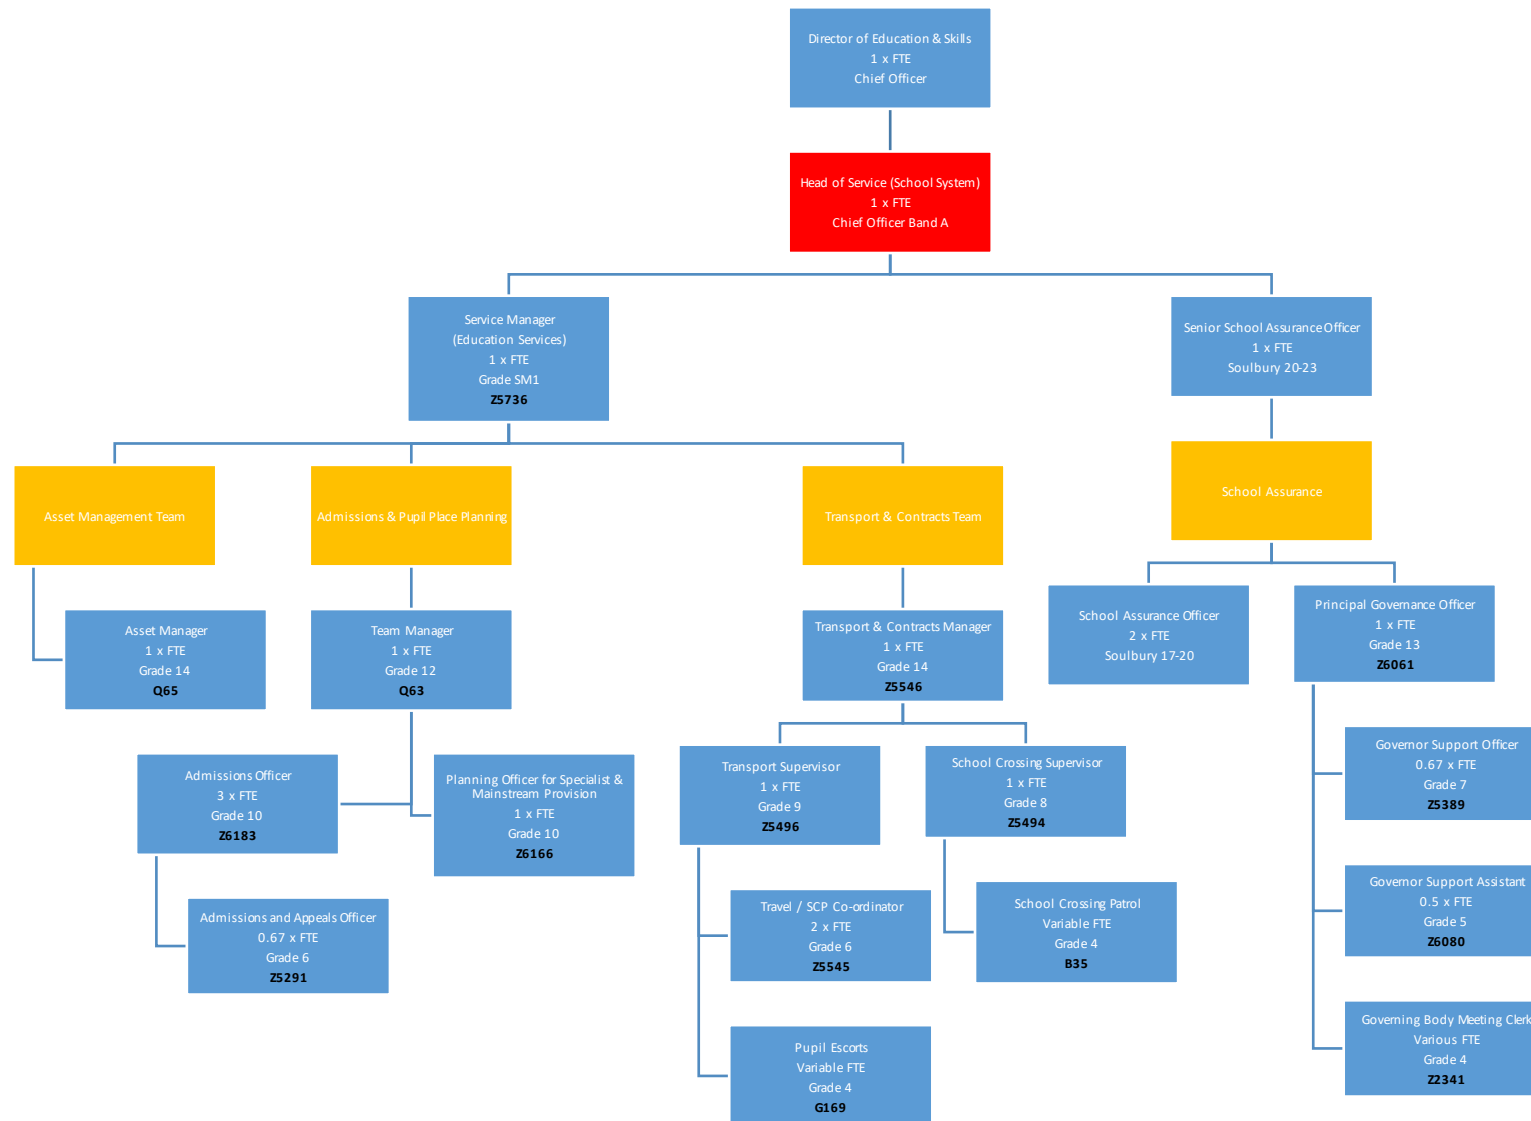 Director of Education & Skills
1 x FTE
Chief Officer
Head of Service (School System)
1 x FTE
Chief Officer Band A
Service Manager
(Education Services)
1 x FTE
Grade SM1
Z5736
Senior School Assurance Officer
1 x FTE
Soulbury 20-23
Asset Management Team
Admissions & Pupil Place Planning
Transport & Contracts Team
School Assurance
Asset Manager
1 x FTE
Grade 14
Q65
Team Manager
1 x FTE
Grade 12
Q63
Transport & Contracts Manager
1 x FTE
Grade 14
Z5546
School Assurance Officer
2 x FTE
Soulbury 17-20
Principal Governance Officer
1 x FTE
Grade 13
Z6061
Admissions Officer
3 x FTE
Grade 10
Z6183
Planning Officer for Specialist &
Mainstream Provision
1 x FTE
Grade 10
Z6166
Transport Supervisor
1 x FTE
Grade 9
Z5496
School Crossing Supervisor
1 x FTE
Grade 8
Z5494
Governor Support Officer
0.67 x FTE
Grade 7
Z5389
Admissions and Appeals Officer
0.67 x FTE
Grade 6
Z5291
Travel / SCP Co-ordinator
2 x FTE
Grade 6
Z5545
School Crossing Patrol
Variable FTE
Grade 4
B35
Governor Support Assistant
0.5 x FTE
Grade 5
Z6080
Pupil Escorts
Variable FTE
Grade 4
G169
Governing Body Meeting Clerk
Various FTE
Grade 4
Z2341